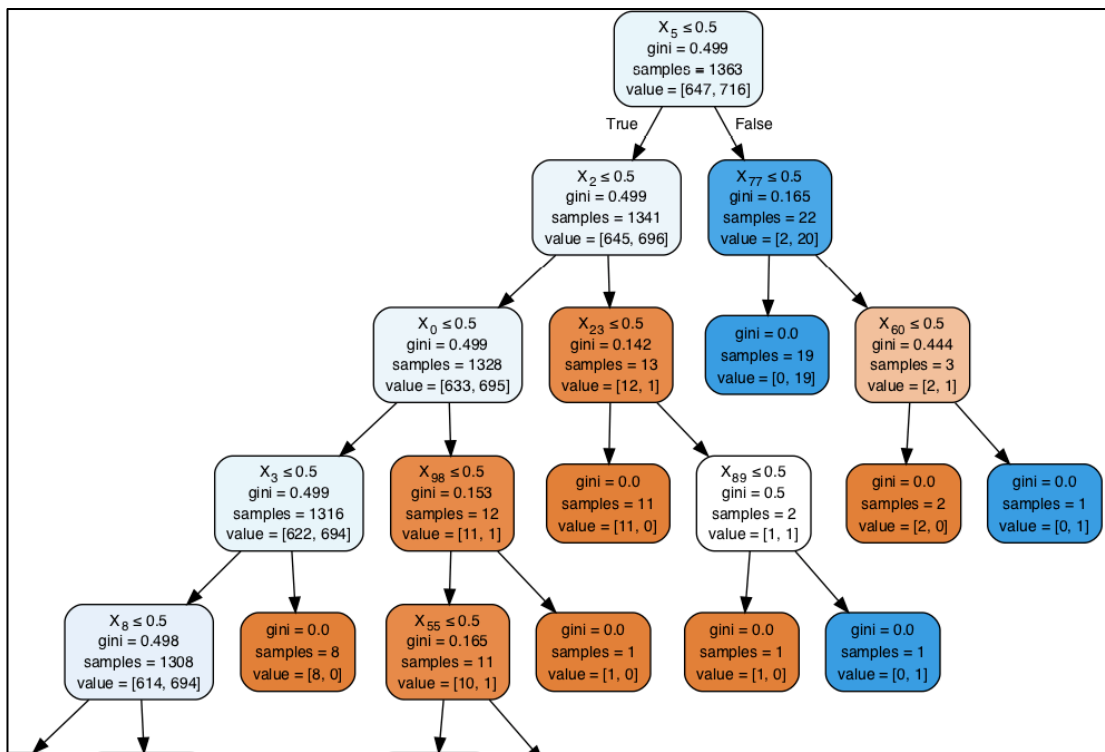 X₅ ≤ 0.5
gini = 0.499
samples = 1363
value = [647, 716]
True
False
X₂ ≤ 0.5
gini = 0.499
samples = 1341
value = [645, 696]
X₇₇ ≤ 0.5
gini = 0.165
samples = 22
value = [2, 20]
X₀ ≤ 0.5
gini = 0.499
samples = 1328
value = [633, 695]
X₂₃ ≤ 0.5
gini = 0.142
samples = 13
value = [12, 1]
gini = 0.0
samples = 19
value = [0, 19]
X₆₀ ≤ 0.5
gini = 0.444
samples = 3
value = [2, 1]
X₃ ≤ 0.5
gini = 0.499
samples = 1316
value = [622, 694]
X₉₈ ≤ 0.5
gini = 0.153
samples = 12
value = [11, 1]
gini = 0.0
samples = 11
value = [11, 0]
X₈₉ ≤ 0.5
gini = 0.5
samples = 2
value = [1, 1]
gini = 0.0
samples = 2
value = [2, 0]
gini = 0.0
samples = 1
value = [0, 1]
X₈ ≤ 0.5
gini = 0.498
samples = 1308
value = [614, 694]
gini = 0.0
samples = 8
value = [8, 0]
X₅₅ ≤ 0.5
gini = 0.165
samples = 11
value = [10, 1]
gini = 0.0
samples = 1
value = [1, 0]
gini = 0.0
samples = 1
value = [1, 0]
gini = 0.0
samples = 1
value = [0, 1]